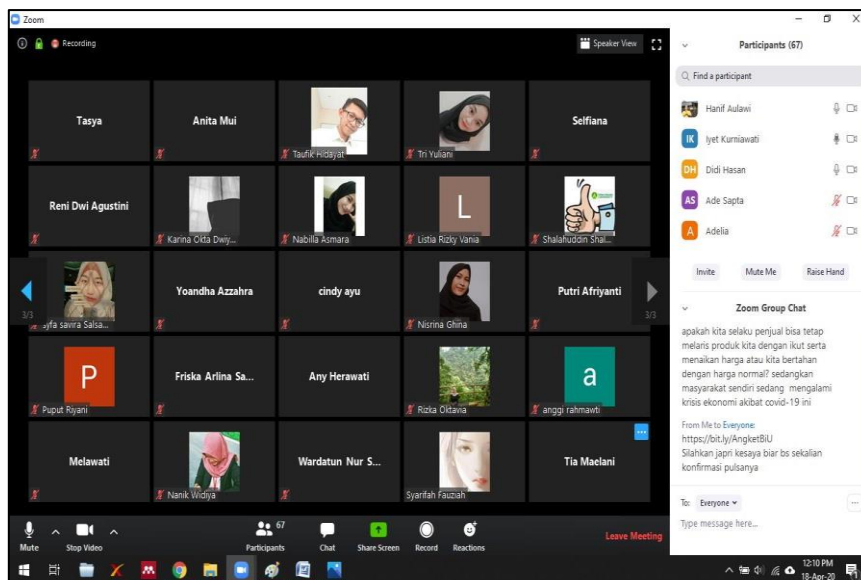 Zoom
Recording
Speaker View
Tasya
Anita Mui
Taufik Hidayat
Tri Yuliani
Selfiana
Reni Dwi Agustini
Karina Okta Dwiy...
Nabilla Asmara
L
Listia Rizky Vania
Shalahuddin Shal...
3/3
syfa savira Salsa...
Yoandha Azzahra
cindy ayu
Nisrina Ghina
Putri Afriyanti
3/3
P
Puput Riyani
Friska Arlina Sa...
Any Herawati
Rizka Oktavia
a
anggi rahmawti
Melawati
Nanik Widiya
Wardatun Nur S...
Syarifah Fauziah
Tia Maelani
Mute
Stop Video
67
Participants
Chat
Share Screen
Record
Reactions
Leave Meeting
Participants (67)
Find a participant
Hanif Aulawi
IK Iyet Kurniawati
DH Didi Hasan
AS Ade Sapta
A Adelia
Invite
Mute Me
Raise Hand
Zoom Group Chat
apakah kita selaku penjual bisa tetap
melaris produk kita dengan ikut serta
menaikan harga atau kita bertahan
dengan harga normal? sedangkan
masyarakat sendiri sedang mengalami
krisis ekonomi akibat covid-19 ini
From Me to Everyone:
https://bit.ly/AngketBiU
Silahkan japri kesaya biar bs sekalian
konfirmasi pulsanya
To: Everyone
Type message here...
12:10 PM
18-Apr-20